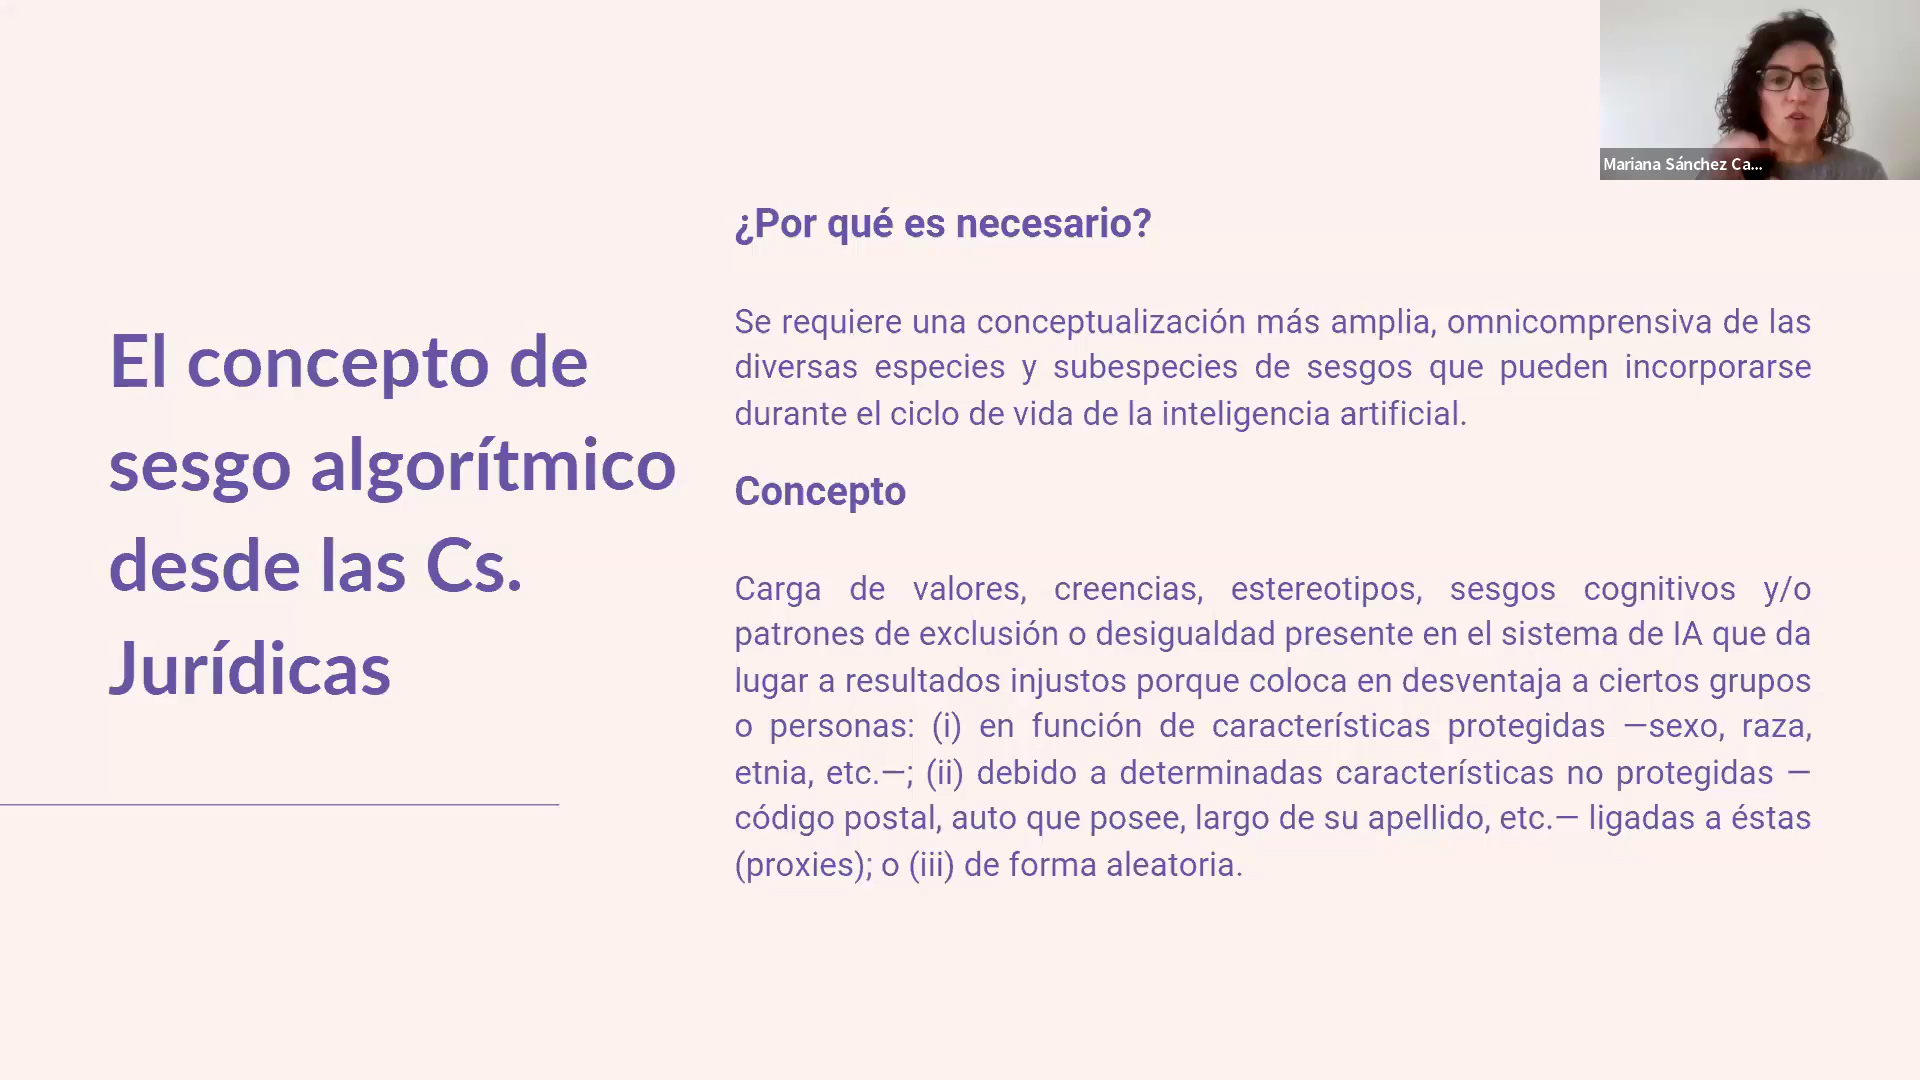 Mariana Sánchez Ca...
El concepto de
sesgo algorítmico
desde las Cs.
Jurídicas
¿Por qué es necesario?
Se requiere una conceptualización más amplia, omnicomprensiva de las
diversas especies y subespecies de sesgos que pueden incorporarse
durante el ciclo de vida de la inteligencia artificial.
Concepto
Carga de valores, creencias, estereotipos, sesgos cognitivos y/o
patrones de exclusión o desigualdad presente en el sistema de IA que da
lugar a resultados injustos porque coloca en desventaja a ciertos grupos
o personas: (i) en función de características protegidas —sexo, raza,
etnia, etc.—; (ii) debido a determinadas características no protegidas —
código postal, auto que posee, largo de su apellido, etc.— ligadas a éstas
(proxies); o (iii) de forma aleatoria.